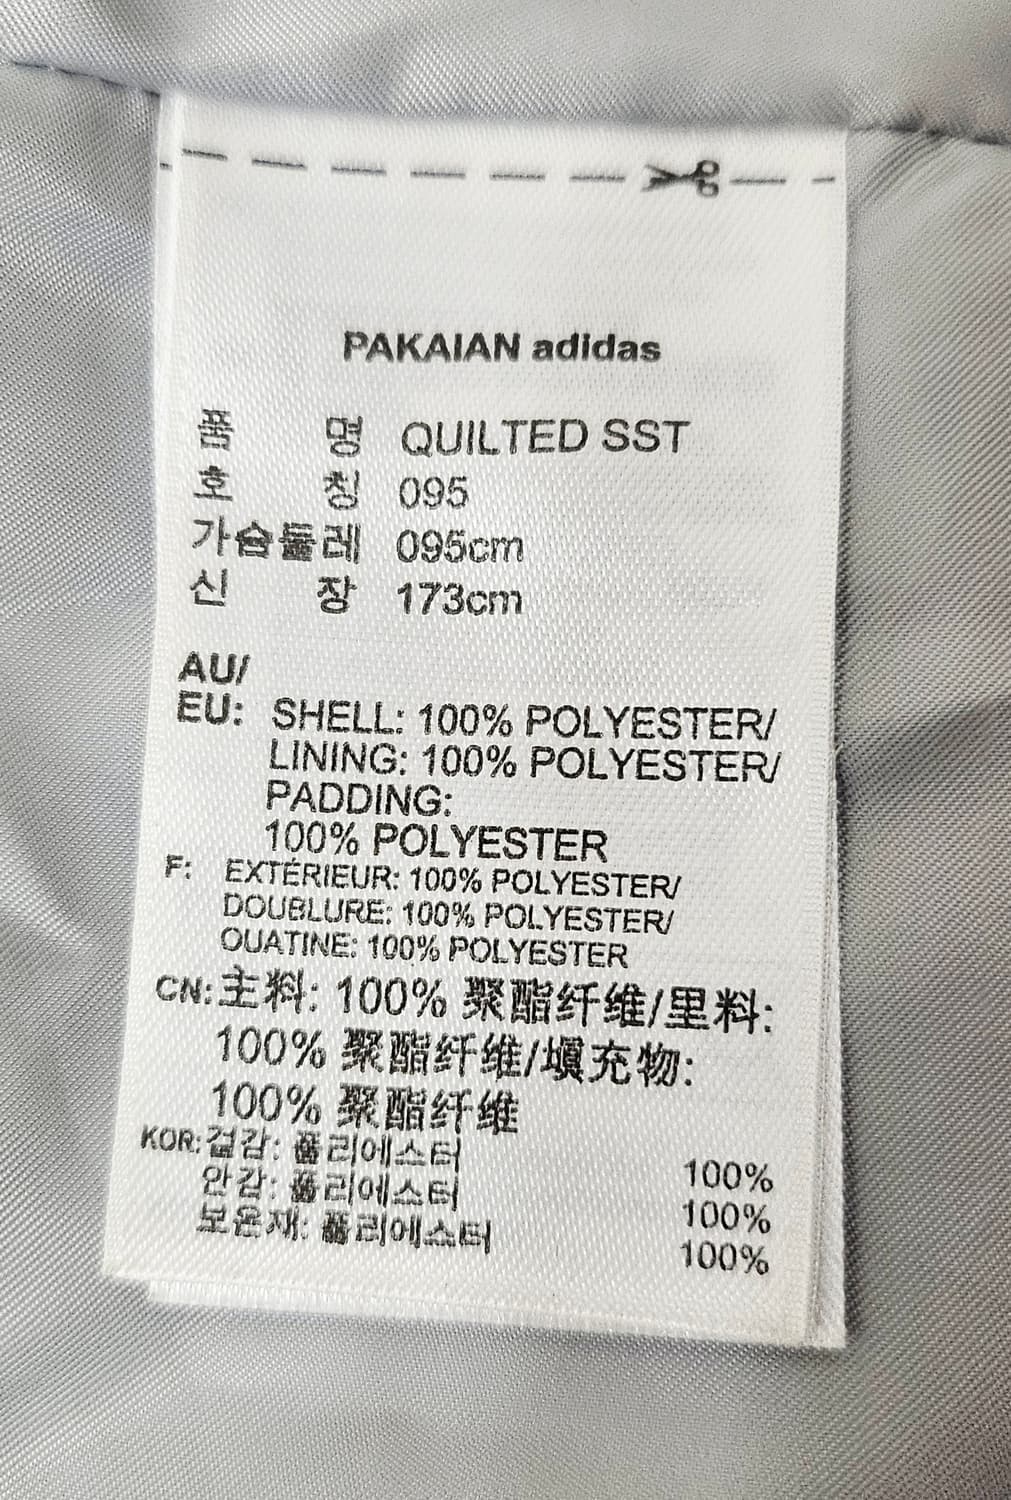 PAKAIAN adidas
품 명 QUILTED SST
호 칭 095
가슴둘레 095cm
신 장 173cm
AU/
EU: SHELL: 100% POLYESTER/
LINING: 100% POLYESTER/
PADDING:
100% POLYESTER
F: EXTÉRIEUR: 100% POLYESTER/
DOUBLURE: 100% POLYESTER/
OUATINE: 100% POLYESTER
CN: 主料: 100% 聚酯纤维/里料:
100% 聚酯纤维/填充物:
100% 聚酯纤维
KOR: 겉감: 폴리에스터 100%
안감: 폴리에스터 100%
보온재: 폴리에스터 100%